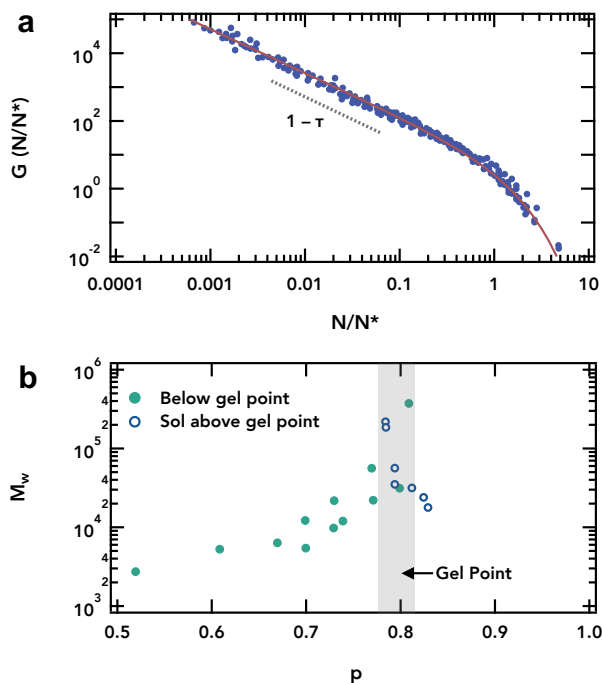 a
10^4
10^2
10^0
10^-2
G (N/N*)
1 – τ
0.0001 0.001 0.01 0.1 1 10
N/N*
b
10^6
4
2
10^5
4
2
10^4
4
2
10^3
M_w
Below gel point
Sol above gel point
Gel Point
0.5 0.6 0.7 0.8 0.9 1.0
p